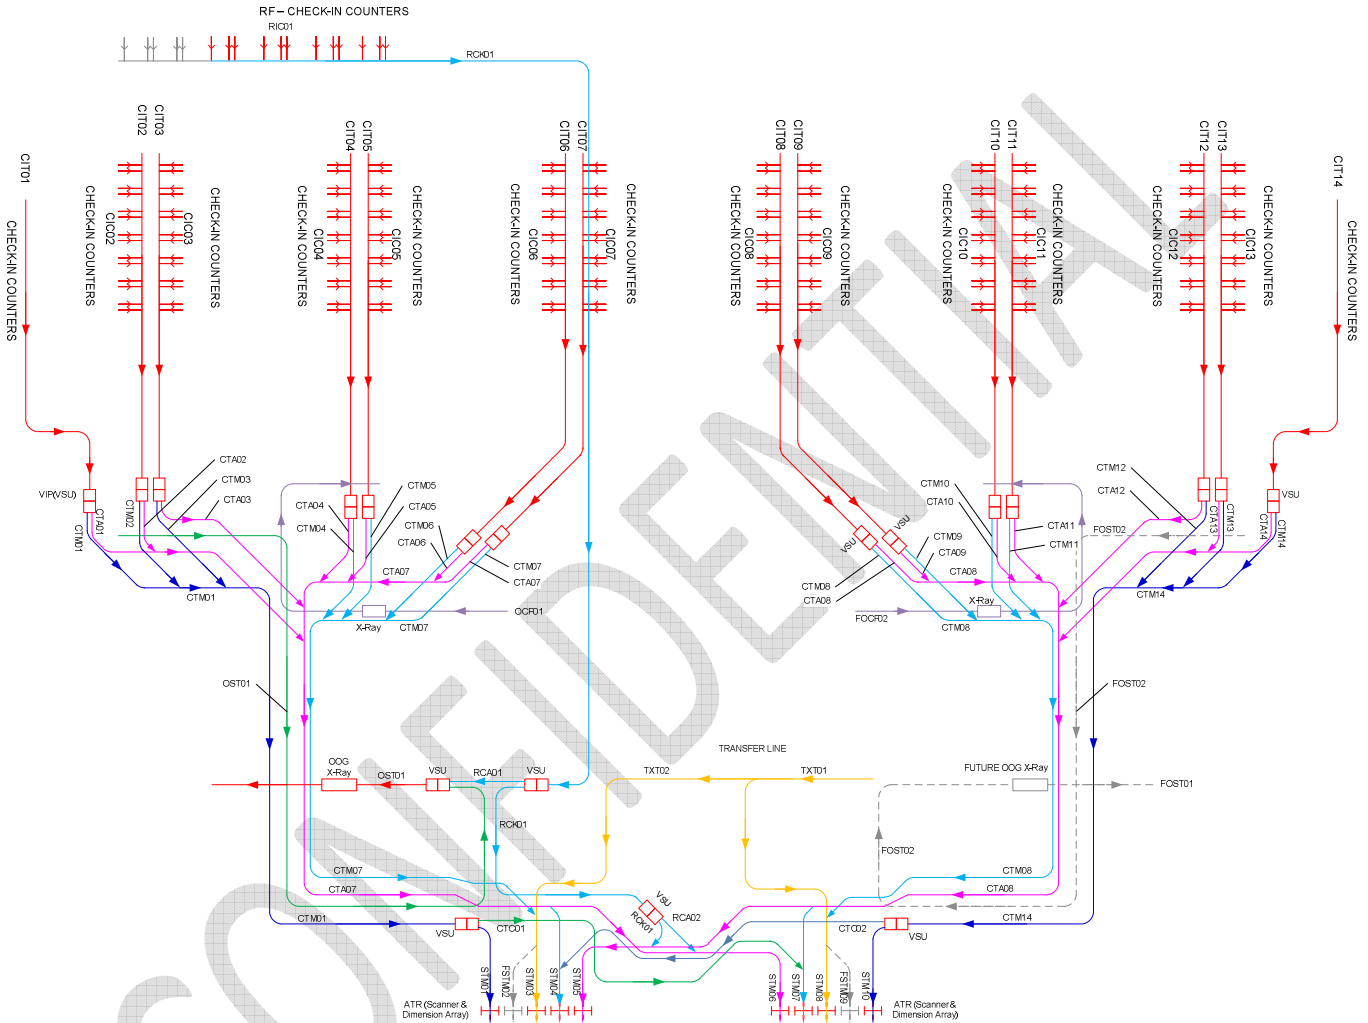 RF – CHECK-IN COUNTERS
RIC01
RCK01
CIT01
CHECK-IN COUNTERS
CIT02
CIT03
CHECK-IN COUNTERS
CIC02
CIC03
CHECK-IN COUNTERS
CIT04
CIT05
CHECK-IN COUNTERS
CIC04
CIC05
CHECK-IN COUNTERS
CIT06
CIT07
CHECK-IN COUNTERS
CIC06
CIC07
CHECK-IN COUNTERS
CIT08
CIT09
CHECK-IN COUNTERS
CIC08
CIC09
CHECK-IN COUNTERS
CIT10
CIT11
CHECK-IN COUNTERS
CIC10
CIC11
CHECK-IN COUNTERS
CIT12
CIT13
CHECK-IN COUNTERS
CIC12
CIC13
CHECK-IN COUNTERS
CIT14
CHECK-IN COUNTERS
VIP(VSU)
CTM01
CTA01
CTM02
CTA02
CTM03
CTA03
CTA04
CTM04
CTM05
CTA05
CTM06
CTA06
CTM07
CTA07
CTA07
CTM01
X-Ray
CTM07
OCF01
VSU
VSU
CTM08
CTA08
CTM09
CTA09
CTA08
CTM10
CTA10
CTA11
CTM11
FOCF02
X-Ray
CTM08
CTM12
CTA12
FOST02
CTA13
CTM13
CTA14
CTM14
VSU
CTM14
OST01
FOST02
OOG
X-Ray
OST01
VSU
RCA01
VSU
TRANSFER LINE
TXT02
TXT01
FUTURE OOG X-Ray
FOST01
RCK01
FOST02
CTM07
CTA07
CTM01
VSU
CTC01
VSU
RCK01
RCA02
CTM08
CTA08
CTM14
CTC02
VSU
STM01
FSTM02
STM03
STM04
STM05
STM06
STM07
STM08
FSTM09
STM10
ATR (Scanner &
Dimension Array)
ATR (Scanner &
Dimension Array)
CONFIDENTIAL